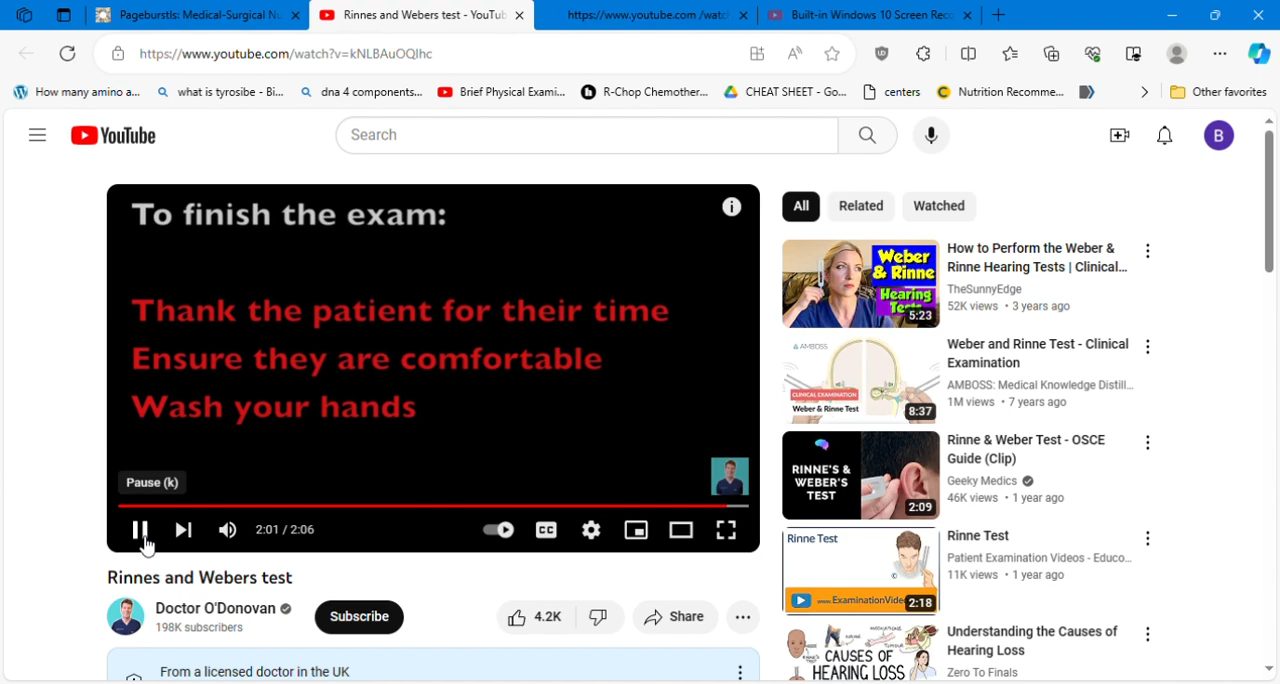 Pageburstls: Medical-Surgical Nu
Rinnes and Webers test - YouTub
https://www.youtube.com /watc
Built-in Windows 10 Screen Reco
https://www.youtube.com/watch?v=kNLBAuOQIhc
How many amino a...
what is tyrosibe - Bi...
dna 4 components...
Brief Physical Exami...
R-Chop Chemother...
CHEAT SHEET - Go...
centers
Nutrition Recomme...
Other favorites
YouTube
Search
B
To finish the exam:
Thank the patient for their time
Ensure they are comfortable
Wash your hands
Pause (k)
2:01 / 2:06
CC
Rinnes and Webers test
Doctor O'Donovan
198K subscribers
Subscribe
4.2K
Share
From a licensed doctor in the UK
All
Related
Watched
Weber
& Rinne
Hearing
5:23
How to Perform the Weber &
Rinne Hearing Tests | Clinical...
TheSunnyEdge
52K views • 3 years ago
AMBOSS
CLINICAL EXAMINATION
Weber & Rinne Test
8:37
Weber and Rinne Test - Clinical
Examination
AMBOSS: Medical Knowledge Distill...
1M views • 7 years ago
RINNE'S &
WEBER'S
TEST
2:09
Rinne & Weber Test - OSCE
Guide (Clip)
Geeky Medics
46K views • 1 year ago
Rinne Test
2:18
Rinne Test
Patient Examination Videos - Educo...
11K views • 1 year ago
CAUSES OF
HEARING LOSS
Understanding the Causes of
Hearing Loss
Zero To Finals